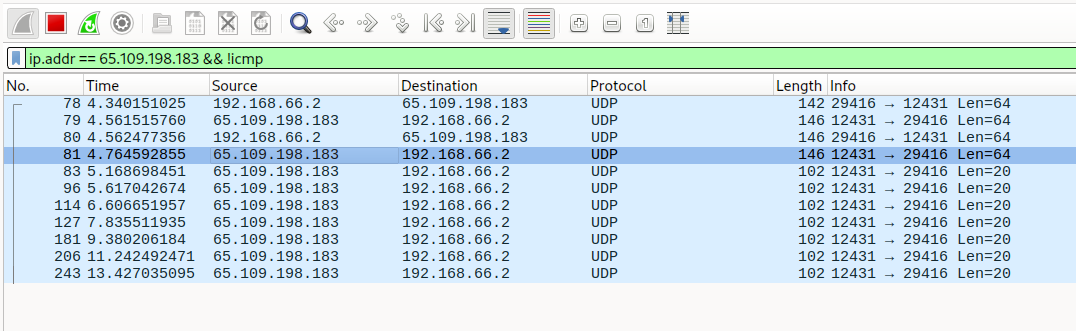 ip.addr == 65.109.198.183 && !icmp
No. Time Source Destination Protocol Length Info
78 4.340151025 192.168.66.2 65.109.198.183 UDP 142 29416 → 12431 Len=64
79 4.561515760 65.109.198.183 192.168.66.2 UDP 146 12431 → 29416 Len=64
80 4.562477356 192.168.66.2 65.109.198.183 UDP 146 29416 → 12431 Len=64
81 4.764592855 65.109.198.183 192.168.66.2 UDP 146 12431 → 29416 Len=64
83 5.168698451 65.109.198.183 192.168.66.2 UDP 102 12431 → 29416 Len=20
96 5.617042674 65.109.198.183 192.168.66.2 UDP 102 12431 → 29416 Len=20
114 6.606651957 65.109.198.183 192.168.66.2 UDP 102 12431 → 29416 Len=20
127 7.835511935 65.109.198.183 192.168.66.2 UDP 102 12431 → 29416 Len=20
181 9.380206184 65.109.198.183 192.168.66.2 UDP 102 12431 → 29416 Len=20
206 11.242492471 65.109.198.183 192.168.66.2 UDP 102 12431 → 29416 Len=20
243 13.427035095 65.109.198.183 192.168.66.2 UDP 102 12431 → 29416 Len=20